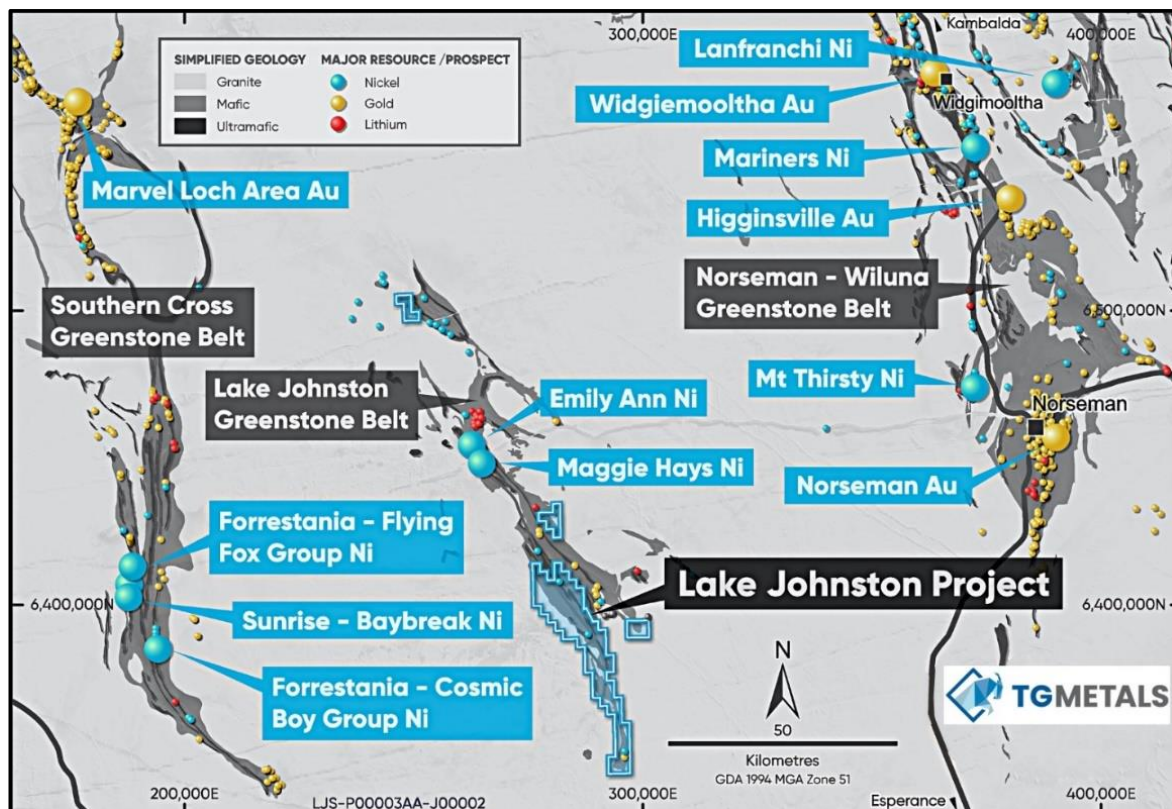 300,000E
Kambalda
400,000E
SIMPLIFIED GEOLOGY
Granite
Mafic
Ultramafic
MAJOR RESOURCE / PROSPECT
Nickel
Gold
Lithium
Lanfranchi Ni
Widgiemooltha Au
Widgimooltha
Mariners Ni
Marvel Loch Area Au
Higginsville Au
Norseman - Wiluna
Greenstone Belt
Southern Cross
Greenstone Belt
6,500,000N
Lake Johnston
Greenstone Belt
Emily Ann Ni
Mt Thirsty Ni
Norseman
Maggie Hays Ni
Norseman Au
Forrestania - Flying
Fox Group Ni
Lake Johnston Project
6,400,000N
6,400,000N
Sunrise - Baybreak Ni
Forrestania - Cosmic
Boy Group Ni
N
50
Kilometres
GDA 1994 MGA Zone 51
TGMETALS
200,000E
LJS-P00003AA-J00002
300,000E
Esperance
400,000E